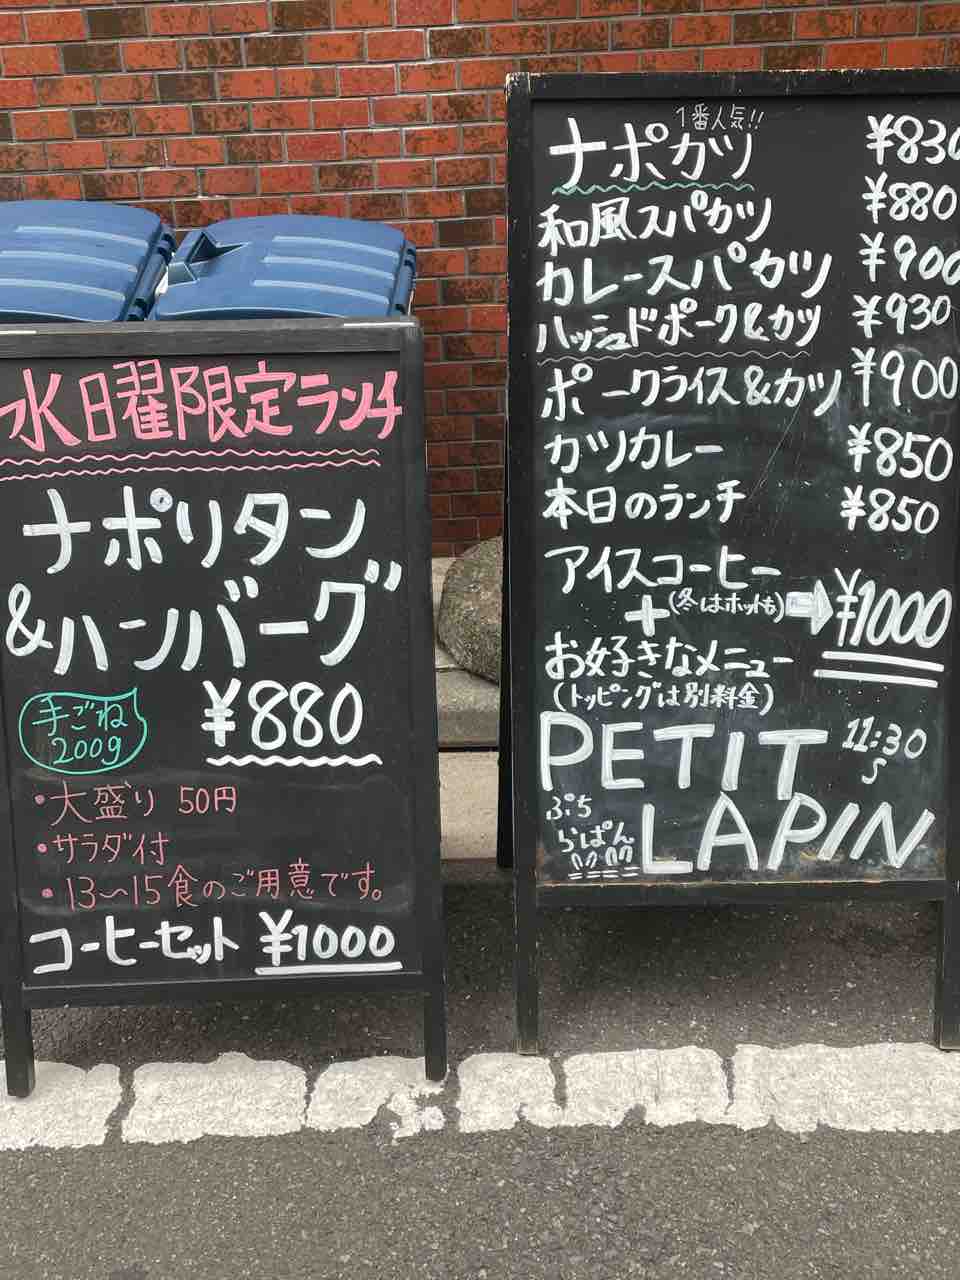 水曜限定ランチ
ナポリタン
&ハンバーグ
手ごね
200g
¥880
・大盛り 50円
・サラダ付
・13〜15食のご用意です。
コーヒーセット ¥1000
1番人気!!
ナポカツ ¥830
和風スパカツ ¥880
カレースパカツ ¥900
ハッシュドポーク&カツ ¥930
ポークライス&カツ ¥900
カツカレー ¥850
本日のランチ ¥850
アイスコーヒー
+(冬はホットも)➡¥1000
お好きなメニュー
(トッピングは別料金)
PETIT 11:30〜
ぷち
らぱん
LAPIN